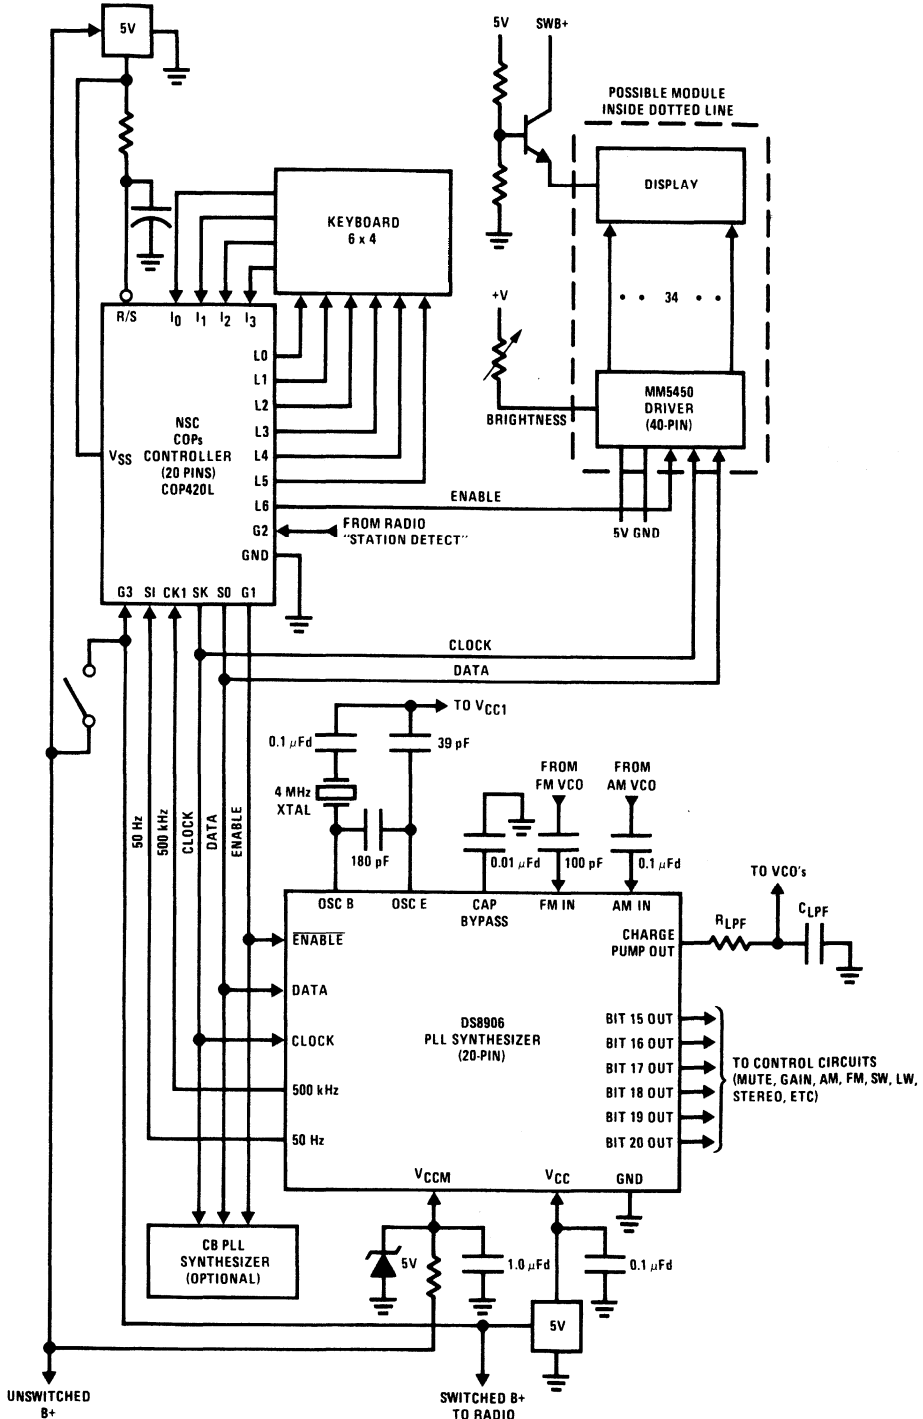 5V
5V
SWB+
POSSIBLE MODULE
INSIDE DOTTED LINE
DISPLAY
KEYBOARD
6 x 4
• • 34 • •
+V
R/S
I0
I1
I2
I3
L0
L1
L2
L3
L4
L5
L6
G2
GND
NSC
COPs
CONTROLLER
(20 PINS)
COP420L
VSS
BRIGHTNESS
MM5450
DRIVER
(40-PIN)
ENABLE
5V GND
FROM RADIO
"STATION DETECT"
G3
SI
CK1
SK
S0
G1
CLOCK
DATA
TO VCC1
0.1 μFd
39 pF
4 MHz
XTAL
180 pF
FROM
FM VCO
FROM
AM VCO
0.01 μFd
100 pF
0.1 μFd
50 Hz
500 kHz
CLOCK
DATA
ENABLE
OSC B
OSC E
CAP
BYPASS
FM IN
AM IN
TO VCO's
RLPF
CLPF
ENABLE
CHARGE
PUMP OUT
DATA
CLOCK
500 kHz
50 Hz
DS8906
PLL SYNTHESIZER
(20-PIN)
BIT 15 OUT
BIT 16 OUT
BIT 17 OUT
BIT 18 OUT
BIT 19 OUT
BIT 20 OUT
TO CONTROL CIRCUITS
(MUTE, GAIN, AM, FM, SW, LW,
STEREO, ETC)
VCCM
VCC
GND
CB PLL
SYNTHESIZER
(OPTIONAL)
5V
1.0 μFd
0.1 μFd
5V
UNSWITCHED
B+
SWITCHED B+
TO RADIO